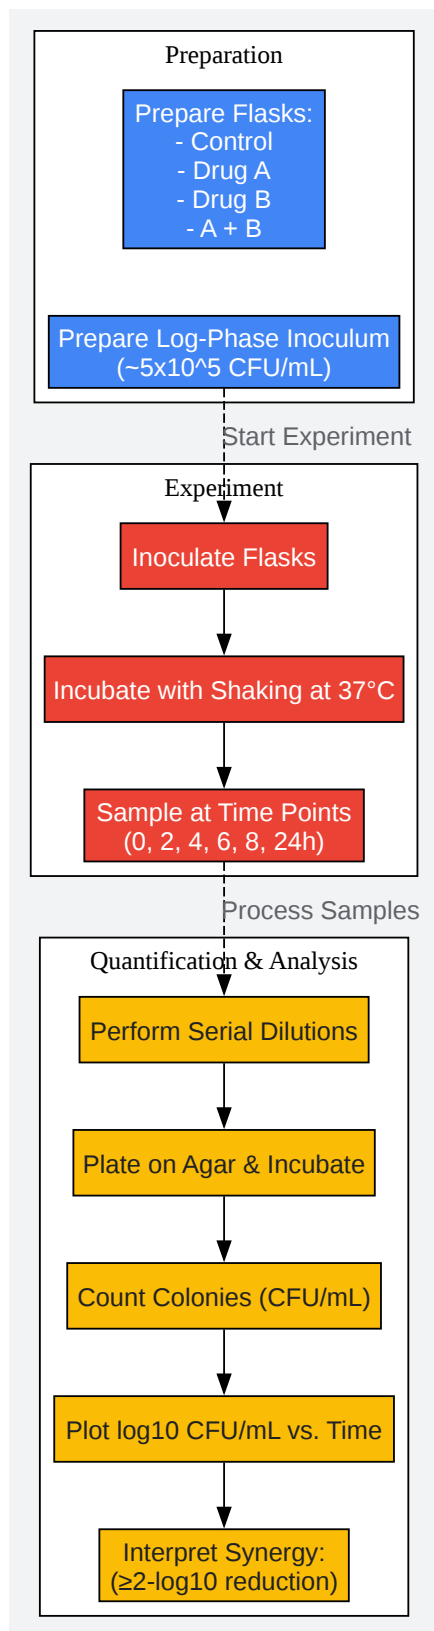 Preparation
Prepare Flasks:
- Control
- Drug A
- Drug B
- A + B
Prepare Log-Phase Inoculum
(~5x10^5 CFU/mL)
Start Experiment
Experiment
Inoculate Flasks
Incubate with Shaking at 37°C
Sample at Time Points
(0, 2, 4, 6, 8, 24h)
Process Samples
Quantification & Analysis
Perform Serial Dilutions
Plate on Agar & Incubate
Count Colonies (CFU/mL)
Plot log10 CFU/mL vs. Time
Interpret Synergy:
(≥2-log10 reduction)